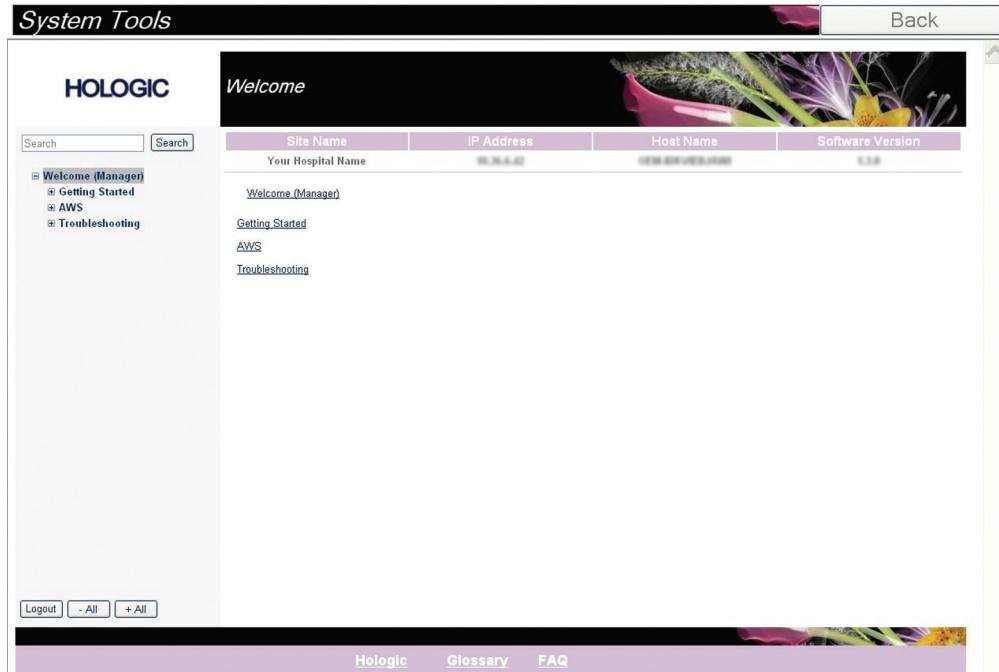 System Tools
Back
HOLOGIC
Welcome
Search
Search
Site Name
IP Address
Host Name
Software Version
Your Hospital Name
Welcome (Manager)
Getting Started
AWS
Troubleshooting
Welcome (Manager)
Getting Started
AWS
Troubleshooting
Logout
- All
+ All
Hologic
Glossary
FAQ